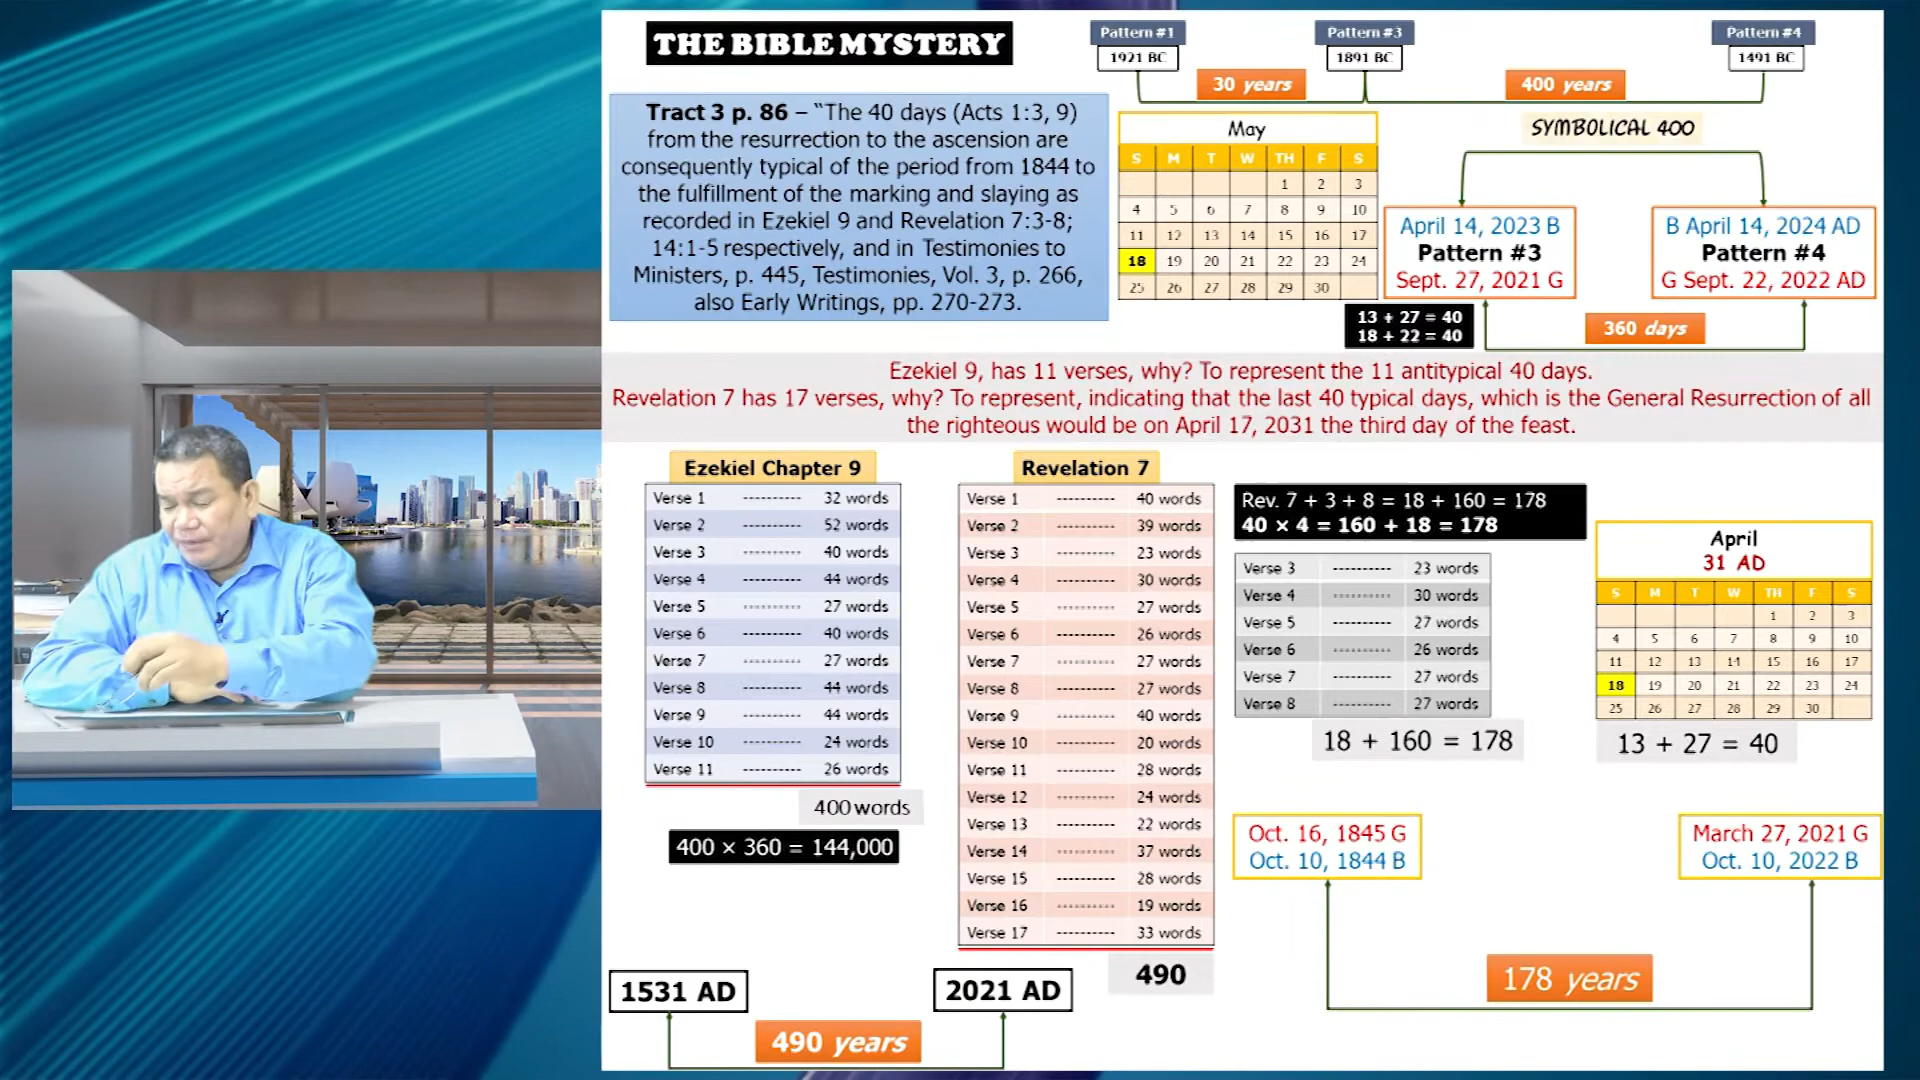 THE BIBLE MYSTERY
Pattern #1
1921 BC
Pattern #3
1891 BC
Pattern #4
1491 BC
30 years
400 years
Tract 3 p. 86 – “The 40 days (Acts 1:3, 9)
from the resurrection to the ascension are
consequently typical of the period from 1844 to
the fulfillment of the marking and slaying as
recorded in Ezekiel 9 and Revelation 7:3-8;
14:1-5 respectively, and in Testimonies to
Ministers, p. 445, Testimonies, Vol. 3, p. 266,
also Early Writings, pp. 270-273.
May
S M T W TH F S
1 2 3
4 5 6 7 8 9 10
11 12 13 14 15 16 17
18 19 20 21 22 23 24
25 26 27 28 29 30
SYMBOLICAL 400
April 14, 2023 B
Pattern #3
Sept. 27, 2021 G
B April 14, 2024 AD
Pattern #4
G Sept. 22, 2022 AD
13 + 27 = 40
18 + 22 = 40
360 days
Ezekiel 9, has 11 verses, why? To represent the 11 antitypical 40 days.
Revelation 7 has 17 verses, why? To represent, indicating that the last 40 typical days, which is the General Resurrection of all
the righteous would be on April 17, 2031 the third day of the feast.
Ezekiel Chapter 9
Verse 1 ---------- 32 words
Verse 2 ---------- 52 words
Verse 3 ---------- 40 words
Verse 4 ---------- 44 words
Verse 5 ---------- 27 words
Verse 6 ---------- 40 words
Verse 7 ---------- 27 words
Verse 8 ---------- 44 words
Verse 9 ---------- 44 words
Verse 10 ---------- 24 words
Verse 11 ---------- 26 words
400 words
400 × 360 = 144,000
Revelation 7
Verse 1 ---------- 40 words
Verse 2 ---------- 39 words
Verse 3 ---------- 23 words
Verse 4 ---------- 30 words
Verse 5 ---------- 27 words
Verse 6 ---------- 26 words
Verse 7 ---------- 27 words
Verse 8 ---------- 27 words
Verse 9 ---------- 40 words
Verse 10 ---------- 20 words
Verse 11 ---------- 28 words
Verse 12 ---------- 24 words
Verse 13 ---------- 22 words
Verse 14 ---------- 37 words
Verse 15 ---------- 28 words
Verse 16 ---------- 19 words
Verse 17 ---------- 33 words
490
Rev. 7 + 3 + 8 = 18 + 160 = 178
40 × 4 = 160 + 18 = 178
Verse 3 ---------- 23 words
Verse 4 ---------- 30 words
Verse 5 ---------- 27 words
Verse 6 ---------- 26 words
Verse 7 ---------- 27 words
Verse 8 ---------- 27 words
18 + 160 = 178
April
31 AD
S M T W TH F S
1 2 3
4 5 6 7 8 9 10
11 12 13 14 15 16 17
18 19 20 21 22 23 24
25 26 27 28 29 30
13 + 27 = 40
Oct. 16, 1845 G
Oct. 10, 1844 B
March 27, 2021 G
Oct. 10, 2022 B
178 years
1531 AD
2021 AD
490 years